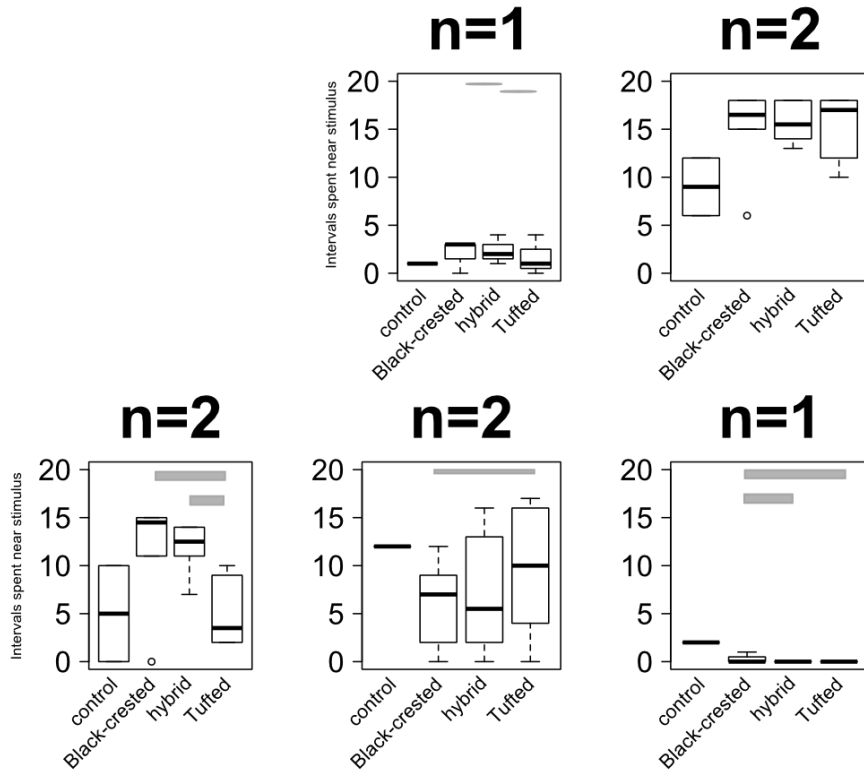 n=1
n=2
Intervals spent near stimulus
20
15
10
5
0
control
Black-crested
hybrid
Tufted
20
15
10
5
0
control
Black-crested
hybrid
Tufted
n=2
n=2
n=1
Intervals spent near stimulus
20
15
10
5
0
control
Black-crested
hybrid
Tufted
20
15
10
5
0
control
Black-crested
hybrid
Tufted
20
15
10
5
0
control
Black-crested
hybrid
Tufted